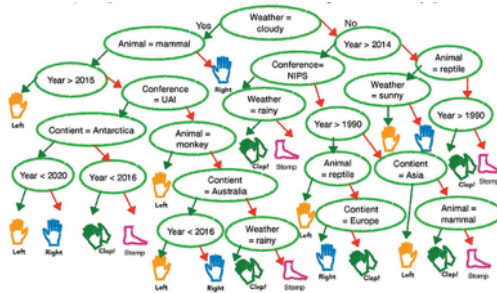 Yes
Weather =
cloudy
No
Animal = mammal
Year > 2014
Year > 2015
Right
Conference=
NIPS
Animal =
reptile
Left
Conference
= UAI
Weather
= sunny
Weather
= rainy
Year > 1990
Year > 1990
Contient = Antarctica
Animal =
monkey
Left
Right
Clap!
Stomp
Clap!
Stomp
Year < 2020
Year < 2016
Left
Contient
= Australia
Animal =
reptile
Contient
= Asia
Left
Contient
= Europe
Animal =
mammal
Year < 2016
Weather
= rainy
Left
Right
Clap!
Stomp
Left
Right
Clap!
Stomp
Right
Clap!
Left
Clap!
Stomp